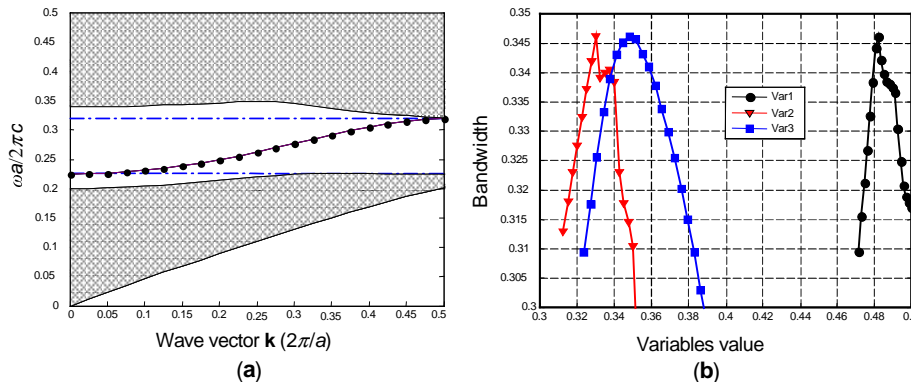 0.5
0.45
0.4
0.35
0.3
0.25
0.2
0.15
0.1
0.05
0
ωa/2πc
0 0.05 0.1 0.15 0.2 0.25 0.3 0.35 0.4 0.45 0.5
Wave vector k (2π/a)
(a)
0.35
0.345
0.34
0.335
0.33
0.325
0.32
0.315
0.31
0.305
0.3
Bandwidth
Var1
Var2
Var3
0.3 0.32 0.34 0.36 0.38 0.4 0.42 0.44 0.46 0.48 0.5
Variables value
(b)